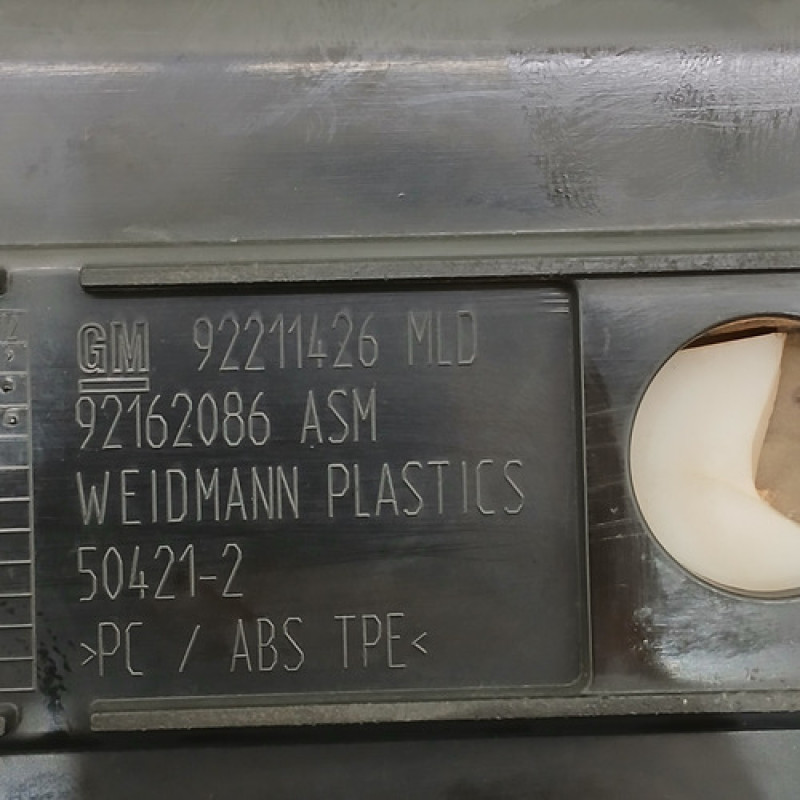 GM 92211426 MLD
92162086 ASM
WEIDMANN PLASTICS
50421-2
>PC / ABS TPE<